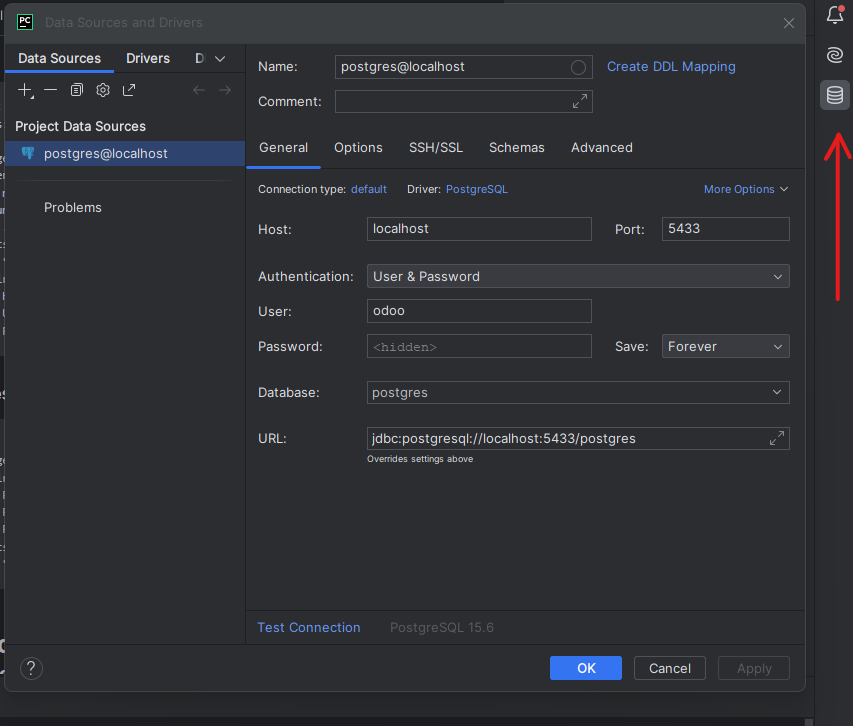 PC Data Sources and Drivers
Data Sources Drivers D
Project Data Sources
postgres@localhost
Problems
Name: postgres@localhost Create DDL Mapping
Comment:
General Options SSH/SSL Schemas Advanced
Connection type: default Driver: PostgreSQL More Options
Host: localhost Port: 5433
Authentication: User & Password
User: odoo
Password: <hidden> Save: Forever
Database: postgres
URL: jdbc:postgresql://localhost:5433/postgres
Overrides settings above
Test Connection PostgreSQL 15.6
? OK Cancel Apply